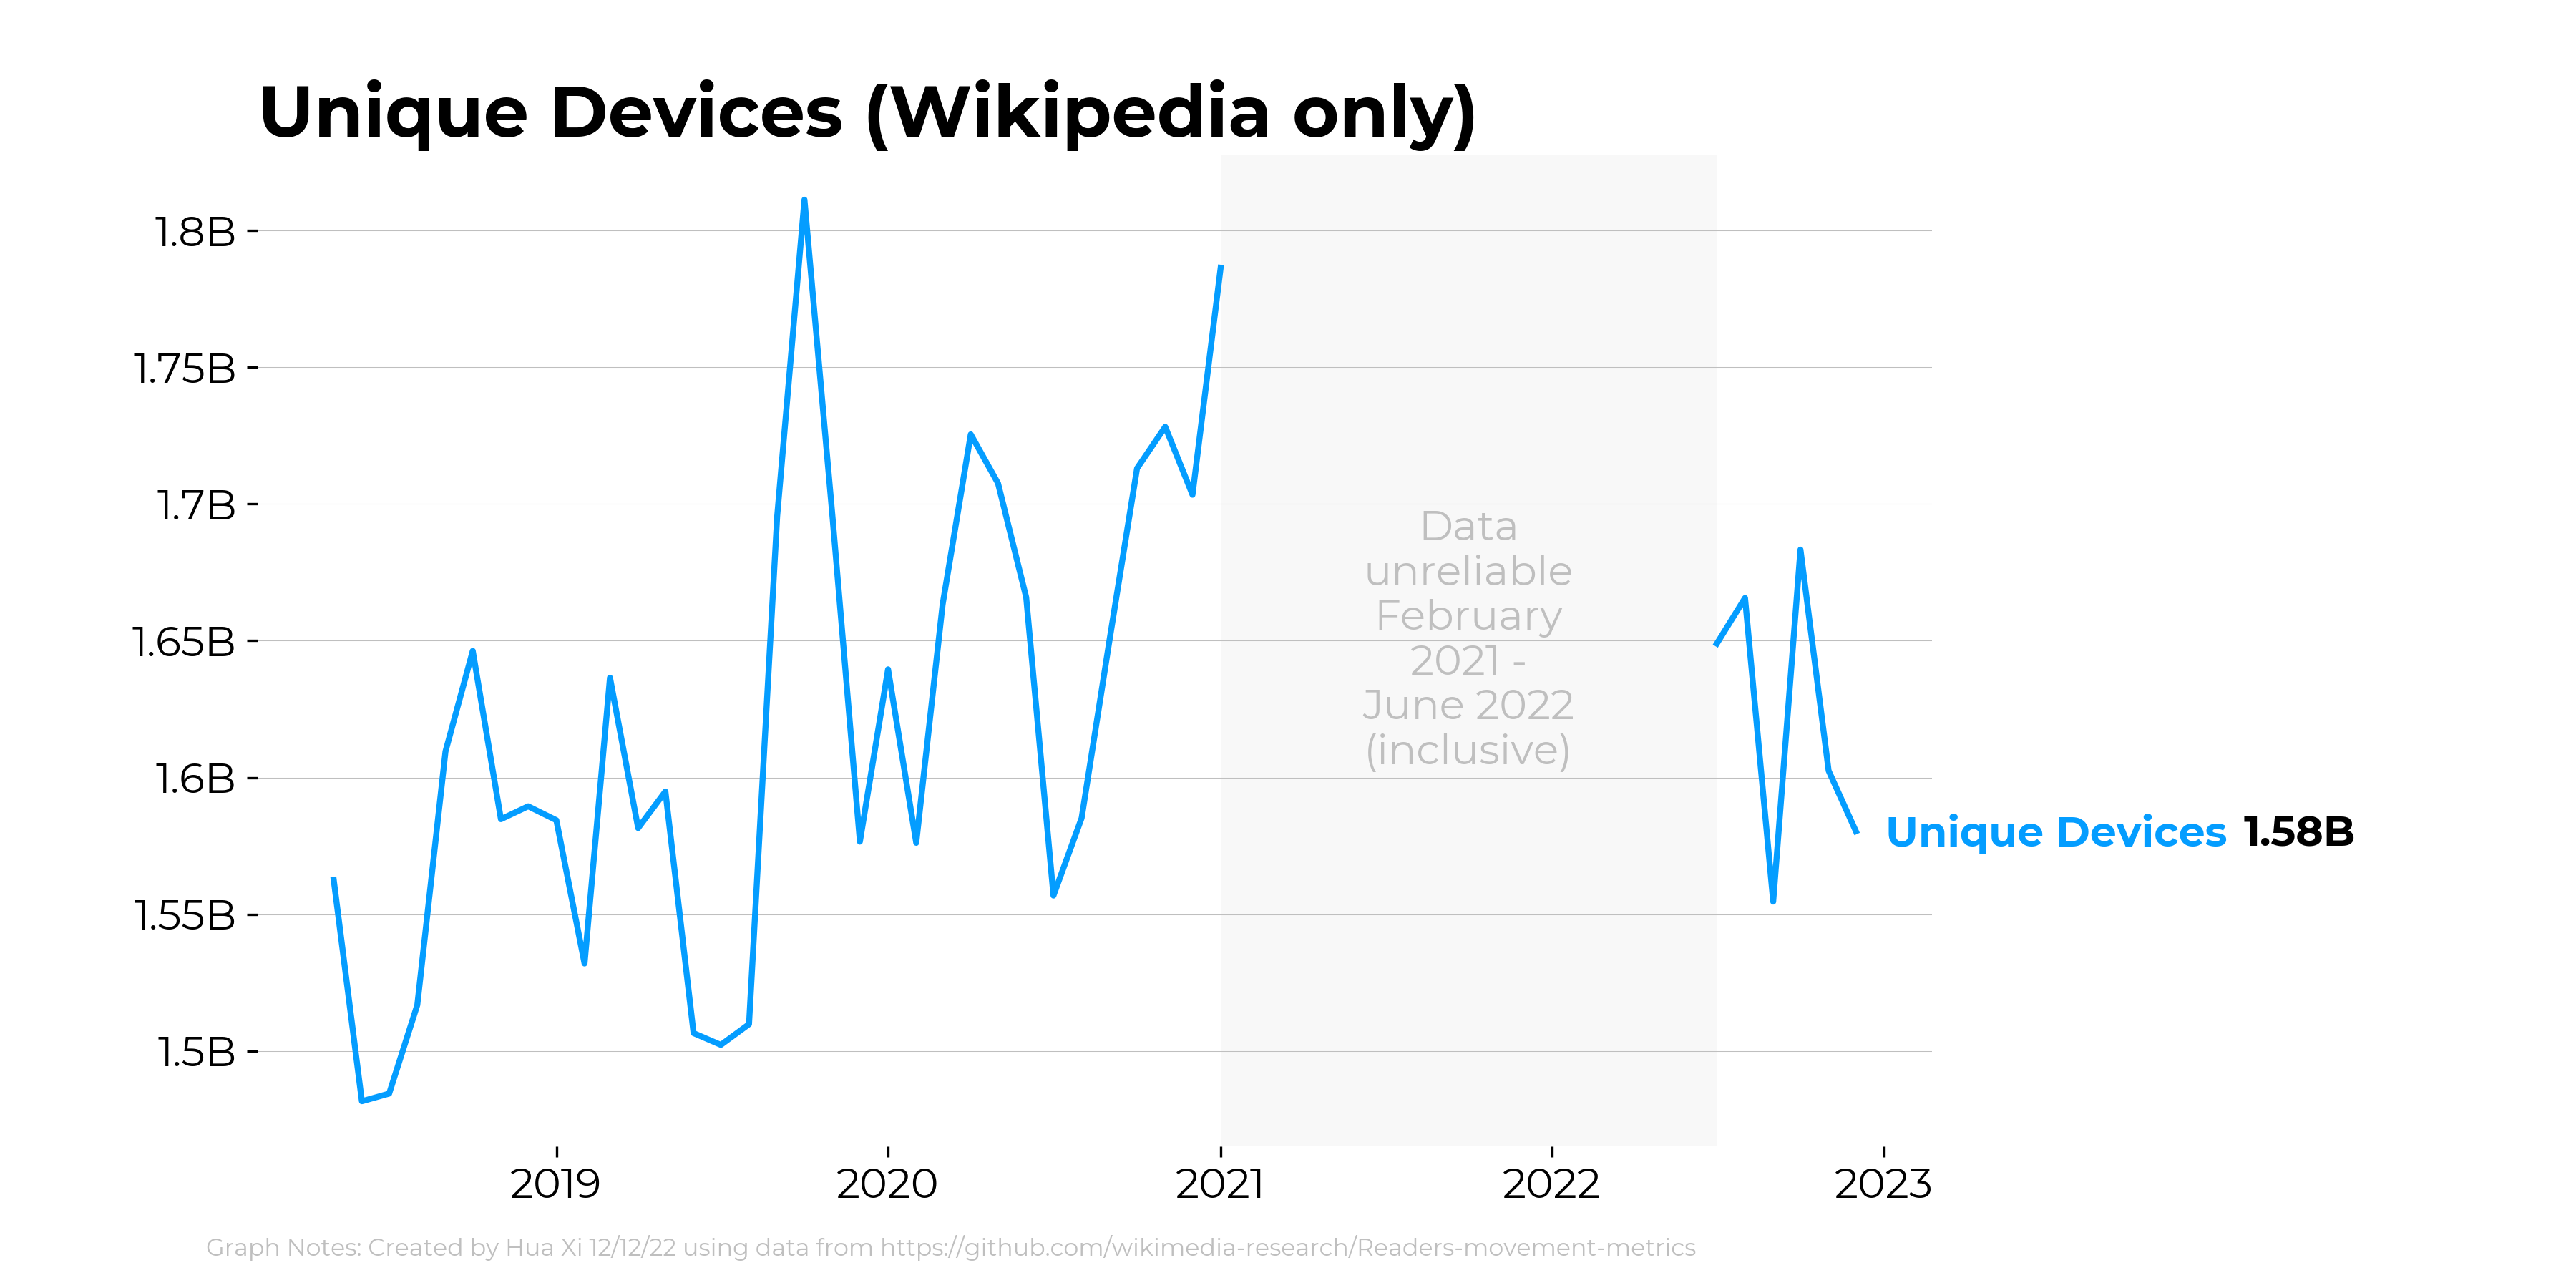 Unique Devices (Wikipedia only)
1.8B
1.75B
1.7B
1.65B
1.6B
1.55B
1.5B
Data
unreliable
February
2021 -
June 2022
(inclusive)
Unique Devices 1.58B
2019 2020 2021 2022 2023
Graph Notes: Created by Hua Xi 12/12/22 using data from https://github.com/wikimedia-research/Readers-movement-metrics